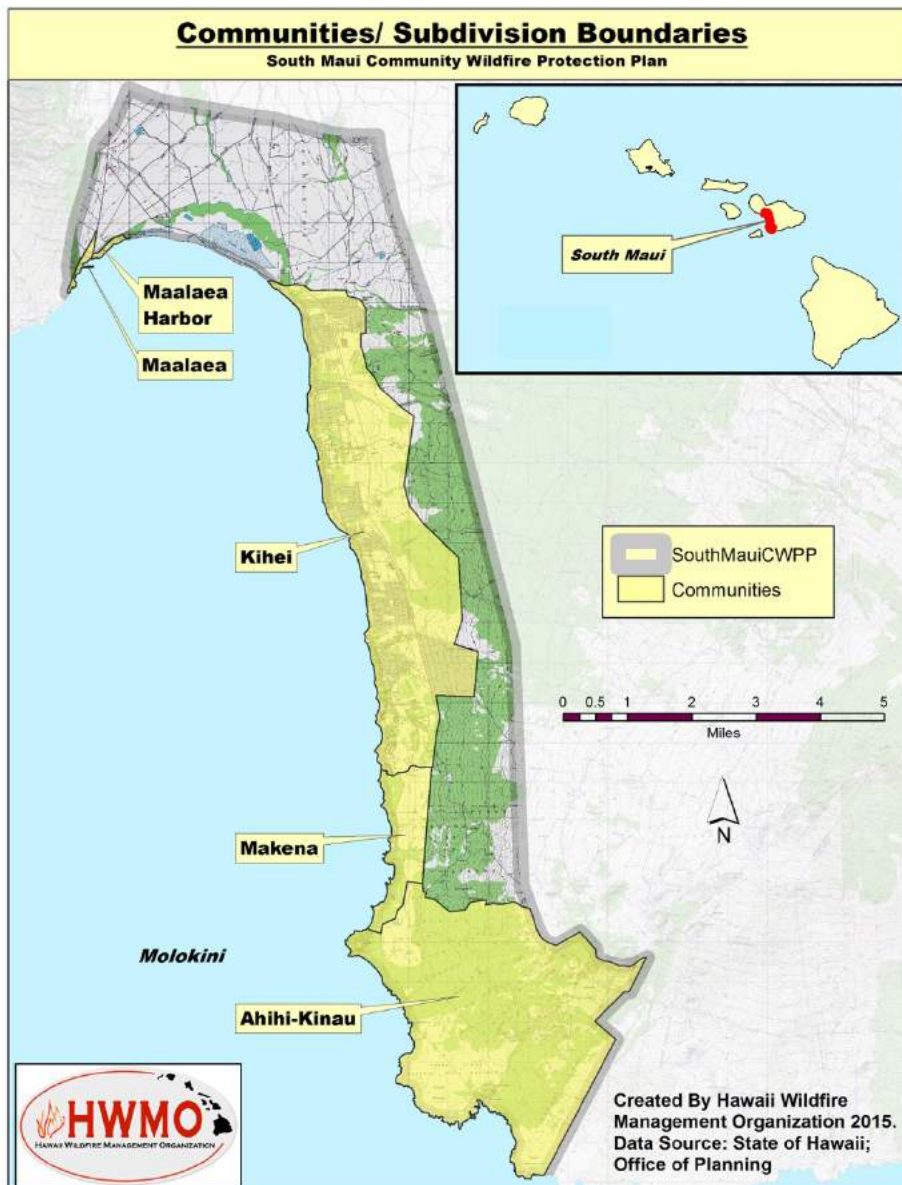 Communities/ Subdivision Boundaries
South Maui Community Wildfire Protection Plan
South Maui
Maalaea
Harbor
Maalaea
Kihei
SouthMauiCWPP
Communities
0 0.5 1 2 3 4 5
Miles
N
Makena
Molokini
Ahihi-Kinau
HWMO
HAWAII WILDFIRE MANAGEMENT ORGANIZATION
Created By Hawaii Wildfire
Management Organization 2015.
Data Source: State of Hawaii;
Office of Planning